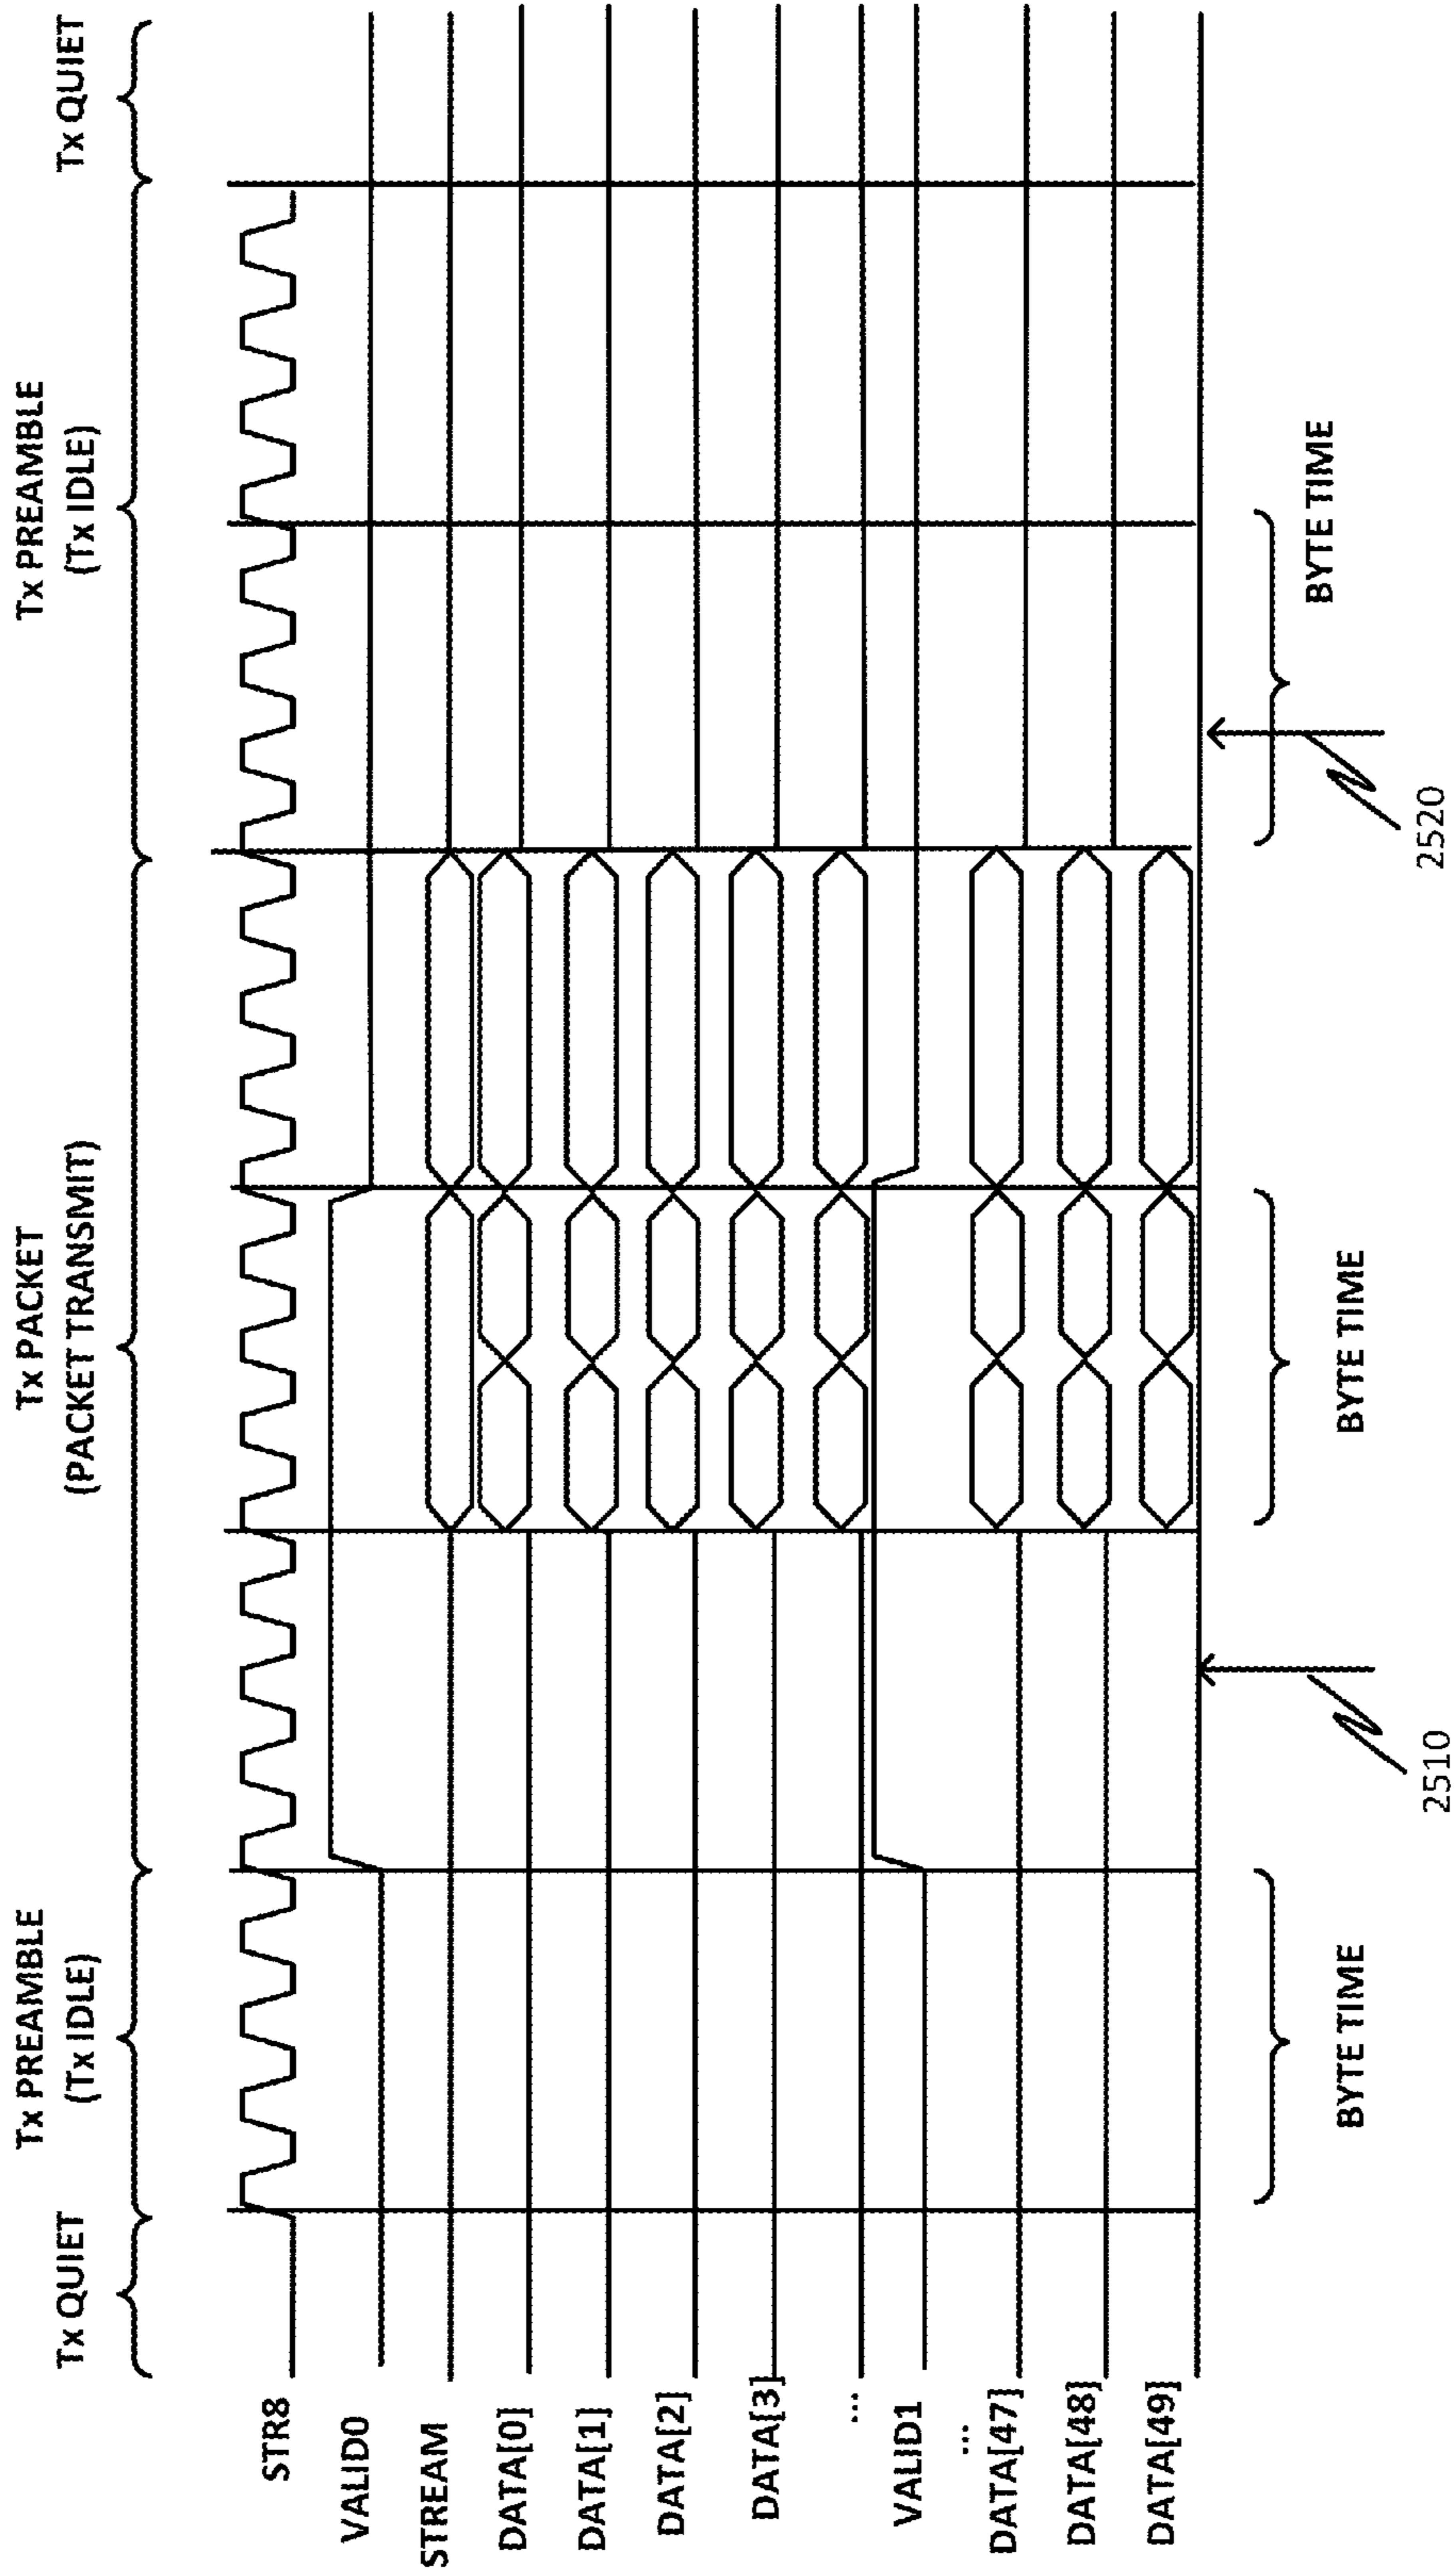 Tx QUIET
Tx PREAMBLE
(Tx IDLE)
Tx PACKET
(PACKET TRANSMIT)
Tx PREAMBLE
(Tx IDLE)
Tx QUIET
STR8
VALID0
STREAM
DATA[0]
DATA[1]
DATA[2]
DATA[3]
...
VALID1
...
DATA[47]
DATA[48]
DATA[49]
BYTE TIME
BYTE TIME
BYTE TIME
2510
2520